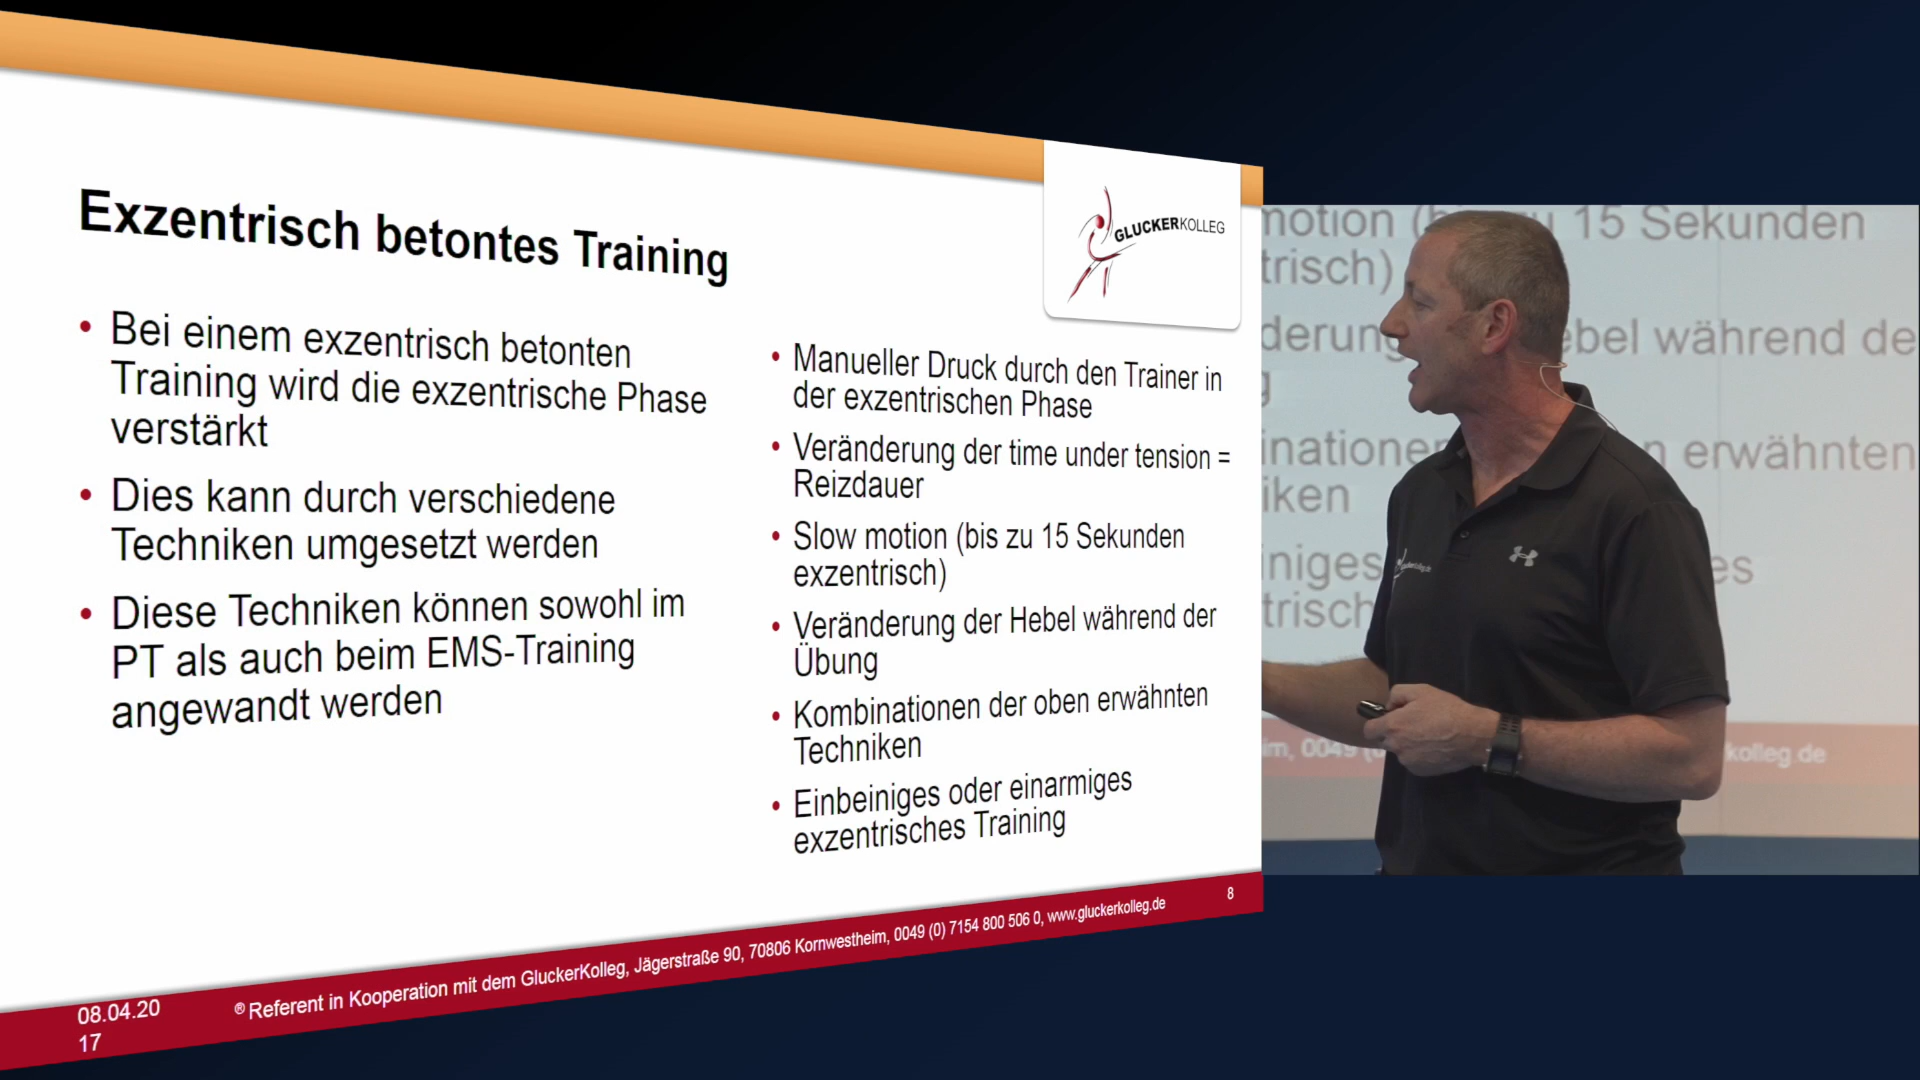 Exzentrisch betontes Training
• Bei einem exzentrisch betonten
Training wird die exzentrische Phase
verstärkt
• Dies kann durch verschiedene
Techniken umgesetzt werden
• Diese Techniken können sowohl im
PT als auch beim EMS-Training
angewandt werden
GLUCKERKOLLEG
• Manueller Druck durch den Trainer in
der exzentrischen Phase
• Veränderung der time under tension =
Reizdauer
• Slow motion (bis zu 15 Sekunden
exzentrisch)
• Veränderung der Hebel während der
Übung
• Kombinationen der oben erwähnten
Techniken
• Einbeiniges oder einarmiges
exzentrisches Training
08.04.20
17
® Referent in Kooperation mit dem GluckerKolleg, Jägerstraße 90, 70806 Kornwestheim, 0049 (0) 7154 800 506 0, www.gluckerkolleg.de
8
motion (bis zu 15 Sekunden
trisch)
derung ebel während de
g
inationen n erwähnten
iken
iniges es
trisch
im, 0049 ( kolleg.de